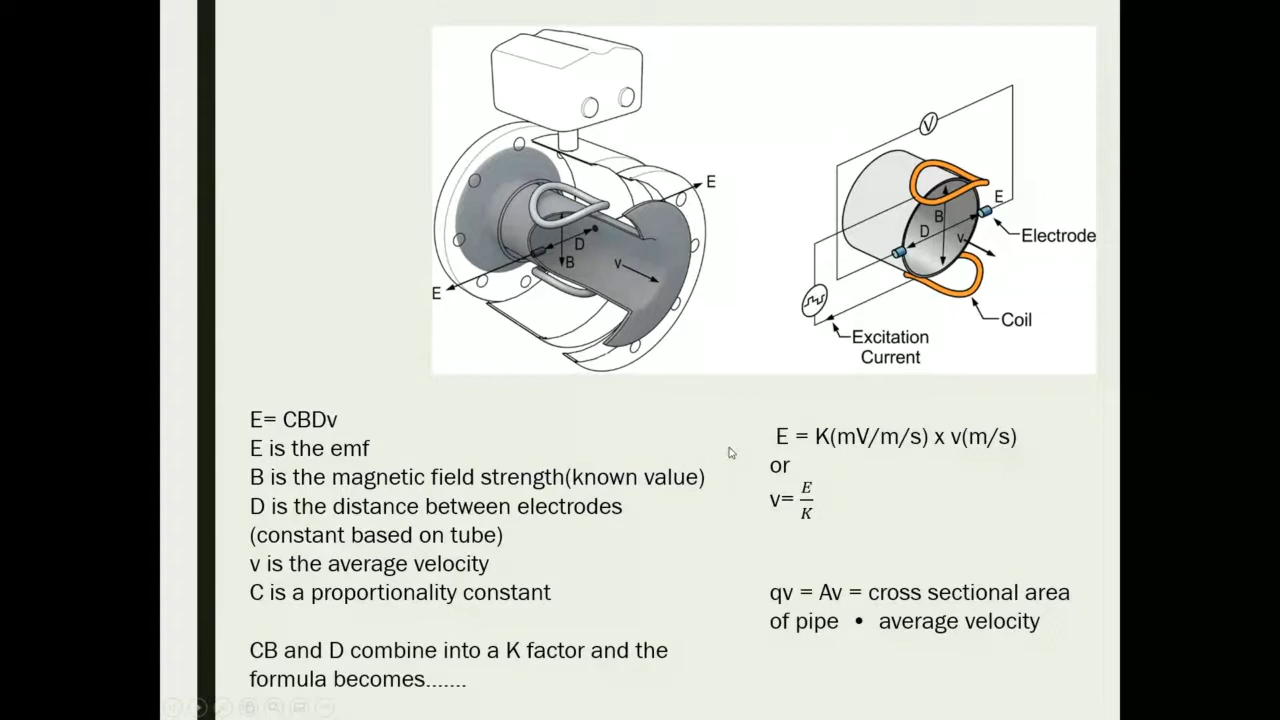 E
D
B
v
E
V
E
B
D
v
Electrode
Coil
Excitation
Current
E= CBDv
E is the emf
B is the magnetic field strength(known value)
D is the distance between electrodes
(constant based on tube)
v is the average velocity
C is a proportionality constant
CB and D combine into a K factor and the
formula becomes.......
E = K(mV/m/s) x v(m/s)
or
v= E/K
qv = Av = cross sectional area
of pipe • average velocity